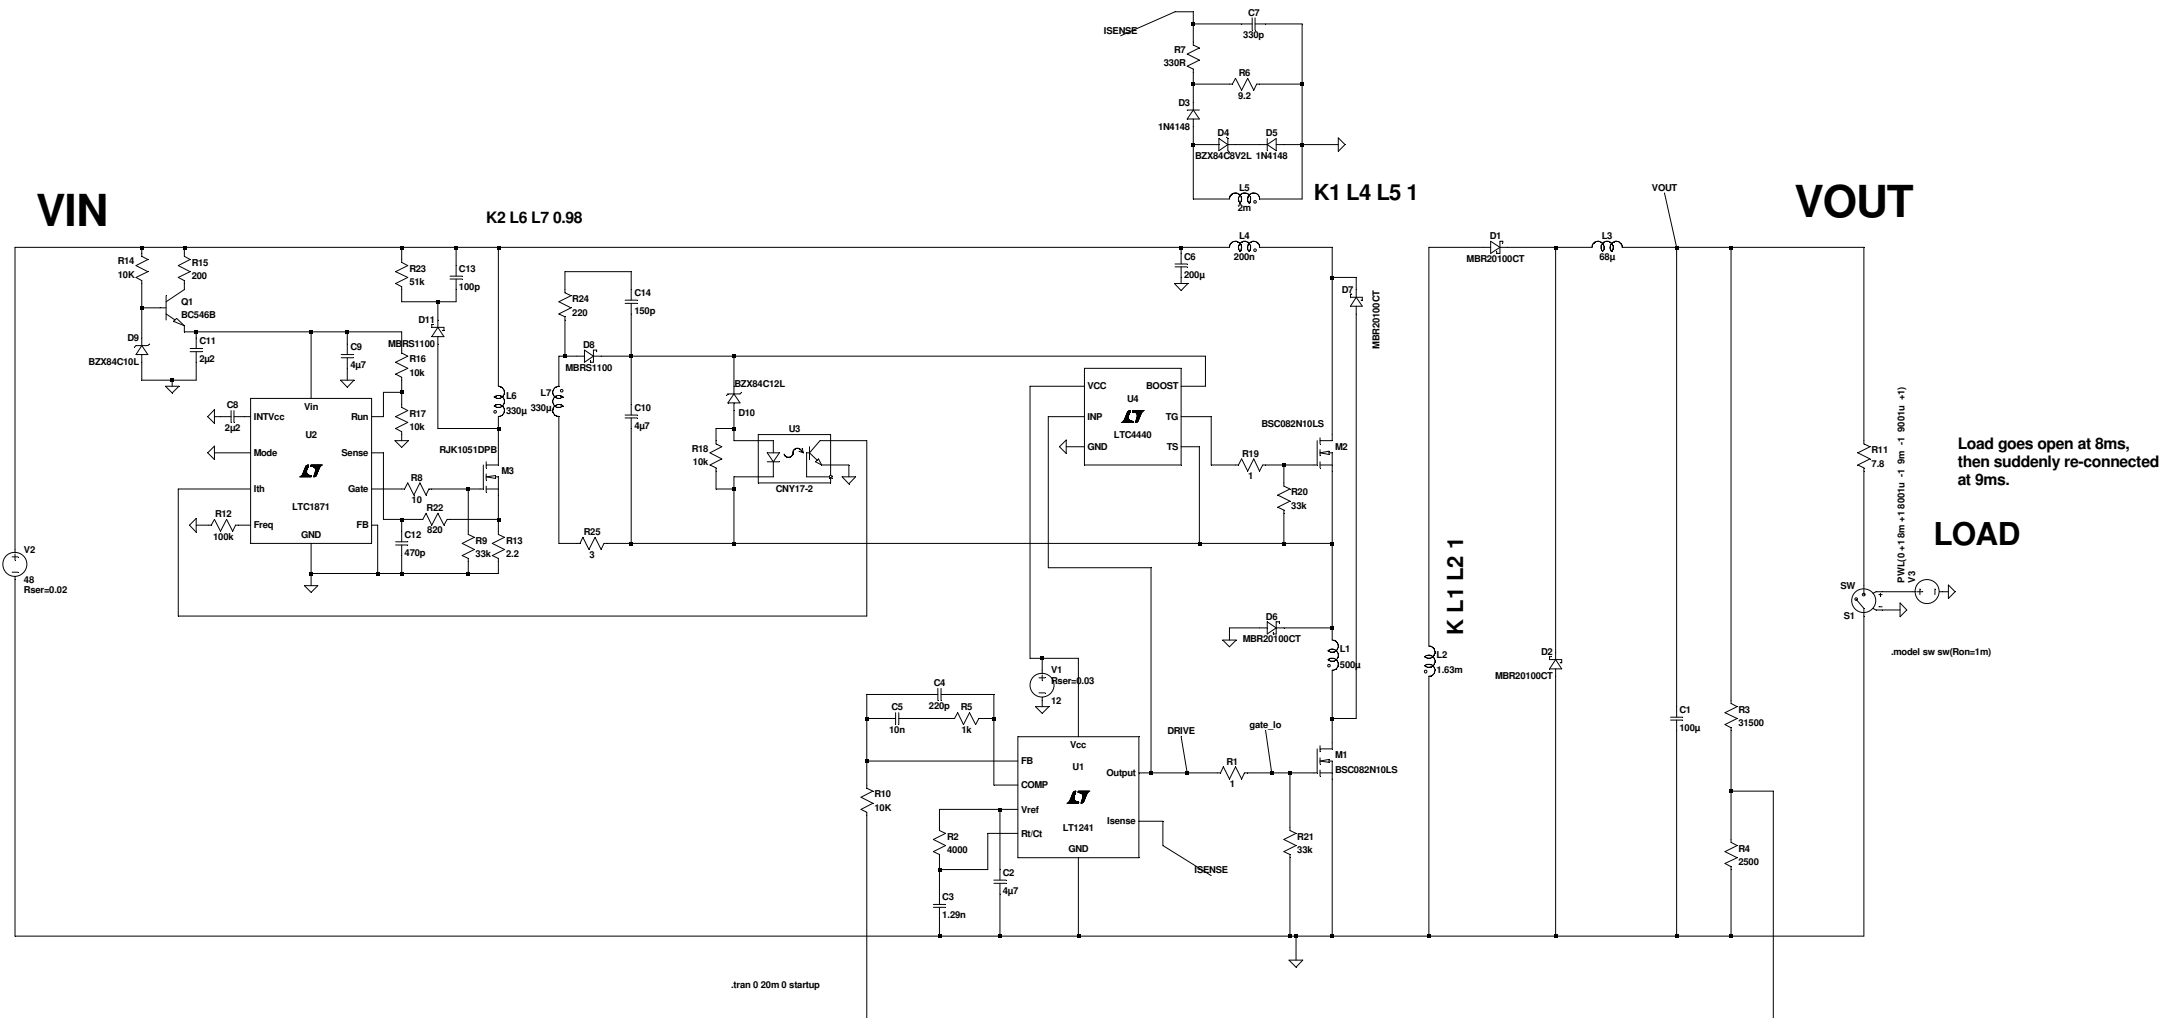 ISENSE
C7
330p
R7
330R
R6
9.2
D3
1N4148
D4
BZX84C8V2L
D5
1N4148
L5
2m
K1 L4 L5 1
VIN
K2 L6 L7 0.98
VOUT
VOUT
R14
10K
R15
200
Q1
BC546B
D9
BZX84C10L
C11
2µ2
C9
4µ7
R23
51k
C13
100p
D11
MBRS1100
R16
10k
R17
10k
L6
330µ
L7
330µ
R24
220
C14
150p
D8
MBRS1100
C10
4µ7
BZX84C12L
D10
R18
10k
U3
CNY17-2
C6
200µ
L4
200n
D7
MBR20100CT
D1
MBR20100CT
L3
68µ
C8
2µ2
INTVcc
Vin
Run
U2
Mode
Sense
Ith
Gate
LTC1871
Freq
FB
GND
R12
100k
R8
10
R22
820
C12
470p
R9
33k
R13
2.2
RJK1051DPB
M3
R25
3
VCC
BOOST
U4
INP
TG
LTC4440
GND
TS
R19
1
R20
33k
BSC082N10LS
M2
R11
7.8
PWL(0 +1 8m +1 8001u -1 9m -1 9001u +1)
V3
Load goes open at 8ms,
then suddenly re-connected
at 9ms.
LOAD
V2
48
Rser=0.02
SW
S1
.model sw sw(Ron=1m)
D6
MBR20100CT
L1
500µ
K L1 L2 1
L2
1.63m
D2
MBR20100CT
V1
Rser=0.03
12
C4
220p
C5
10n
R5
1k
DRIVE
gate_lo
R1
1
M1
BSC082N10LS
C1
100µ
R3
31500
R4
2500
Vcc
FB
U1
Output
COMP
Vref
LT1241
Isense
Rt/Ct
GND
R10
10K
R2
4000
C2
4µ7
C3
1.29n
ISENSE
R21
33k
.tran 0 20m 0 startup